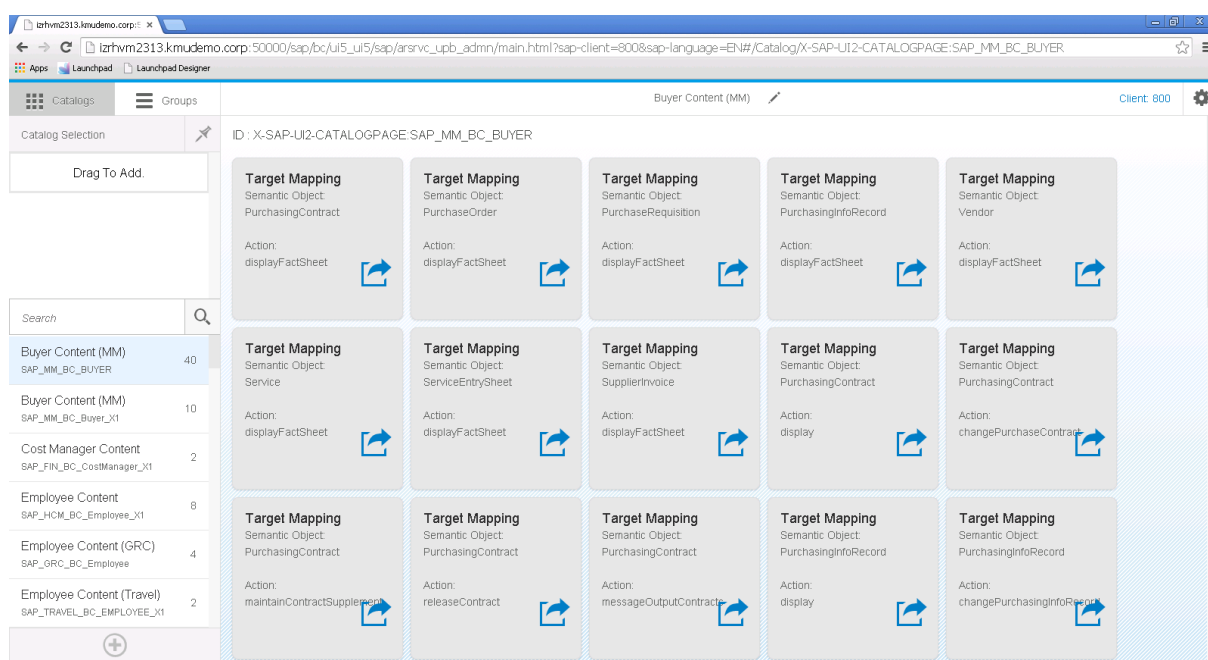 izrhvm2313.kmudemo.corp:5
izrhvm2313.kmudemo.corp:50000/sap/bc/ui5_ui5/sap/arsrvc_upb_admn/main.html?sap-client=800&sap-language=EN#/Catalog/X-SAP-UI2-CATALOGPAGE:SAP_MM_BC_BUYER
Apps Launchpad Launchpad Designer
Catalogs Groups Buyer Content (MM) Client: 800
Catalog Selection
ID : X-SAP-UI2-CATALOGPAGE:SAP_MM_BC_BUYER
Drag To Add.
Search
Buyer Content (MM) 40
SAP_MM_BC_BUYER
Buyer Content (MM) 10
SAP_MM_BC_Buyer_X1
Cost Manager Content 2
SAP_FIN_BC_CostManager_X1
Employee Content 8
SAP_HCM_BC_Employee_X1
Employee Content (GRC) 4
SAP_GRC_BC_Employee
Employee Content (Travel) 2
SAP_TRAVEL_BC_EMPLOYEE_X1
Target Mapping
Semantic Object:
PurchasingContract
Action:
displayFactSheet
Target Mapping
Semantic Object:
PurchaseOrder
Action:
displayFactSheet
Target Mapping
Semantic Object:
PurchaseRequisition
Action:
displayFactSheet
Target Mapping
Semantic Object:
PurchasingInfoRecord
Action:
displayFactSheet
Target Mapping
Semantic Object:
Vendor
Action:
displayFactSheet
Target Mapping
Semantic Object:
Service
Action:
displayFactSheet
Target Mapping
Semantic Object:
ServiceEntrySheet
Action:
displayFactSheet
Target Mapping
Semantic Object:
SupplierInvoice
Action:
displayFactSheet
Target Mapping
Semantic Object:
PurchasingContract
Action:
display
Target Mapping
Semantic Object:
PurchasingContract
Action:
changePurchaseContract
Target Mapping
Semantic Object:
PurchasingContract
Action:
maintainContractSupplement
Target Mapping
Semantic Object:
PurchasingContract
Action:
releaseContract
Target Mapping
Semantic Object:
PurchasingContract
Action:
messageOutputContracts
Target Mapping
Semantic Object:
PurchasingInfoRecord
Action:
display
Target Mapping
Semantic Object:
PurchasingInfoRecord
Action:
changePurchasingInfoRecord